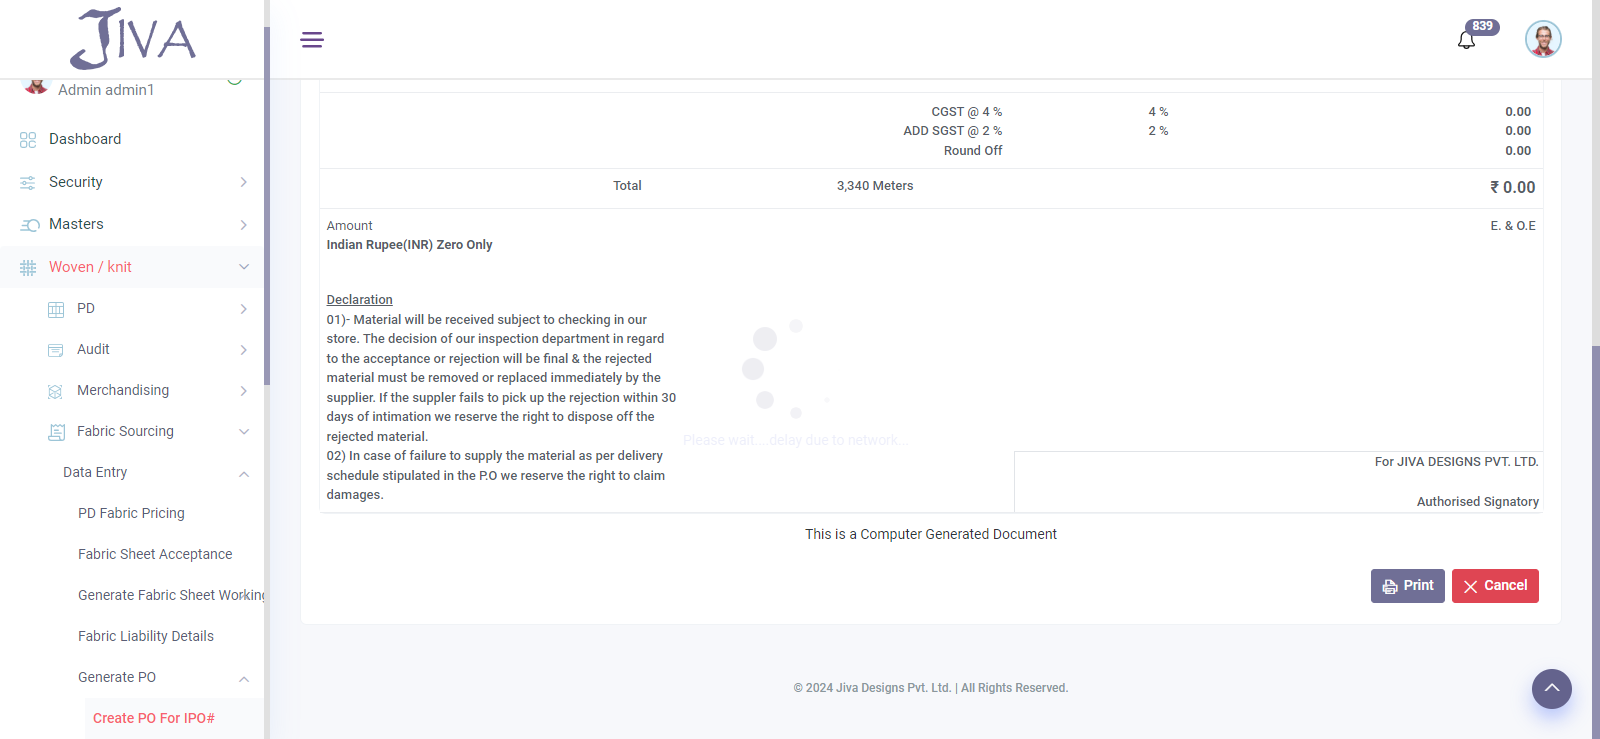 JIVA
839
Admin admin1
Dashboard
Security
Masters
Woven / knit
PD
Audit
Merchandising
Fabric Sourcing
Data Entry
PD Fabric Pricing
Fabric Sheet Acceptance
Generate Fabric Sheet Working
Fabric Liability Details
Generate PO
Create PO For IPO#
CGST @ 4 % 4 % 0.00
ADD SGST @ 2 % 2 % 0.00
Round Off 0.00
Total 3,340 Meters ₹ 0.00
Amount E. & O.E
Indian Rupee(INR) Zero Only
Declaration
01)- Material will be received subject to checking in our
store. The decision of our inspection department in regard
to the acceptance or rejection will be final & the rejected
material must be removed or replaced immediately by the
supplier. If the suppler fails to pick up the rejection within 30
days of intimation we reserve the right to dispose off the
rejected material.
Please wait... delay due to network...
02) In case of failure to supply the material as per delivery
schedule stipulated in the P.O we reserve the right to claim
damages.
For JIVA DESIGNS PVT. LTD.
Authorised Signatory
This is a Computer Generated Document
Print Cancel
© 2024 Jiva Designs Pvt. Ltd. | All Rights Reserved.